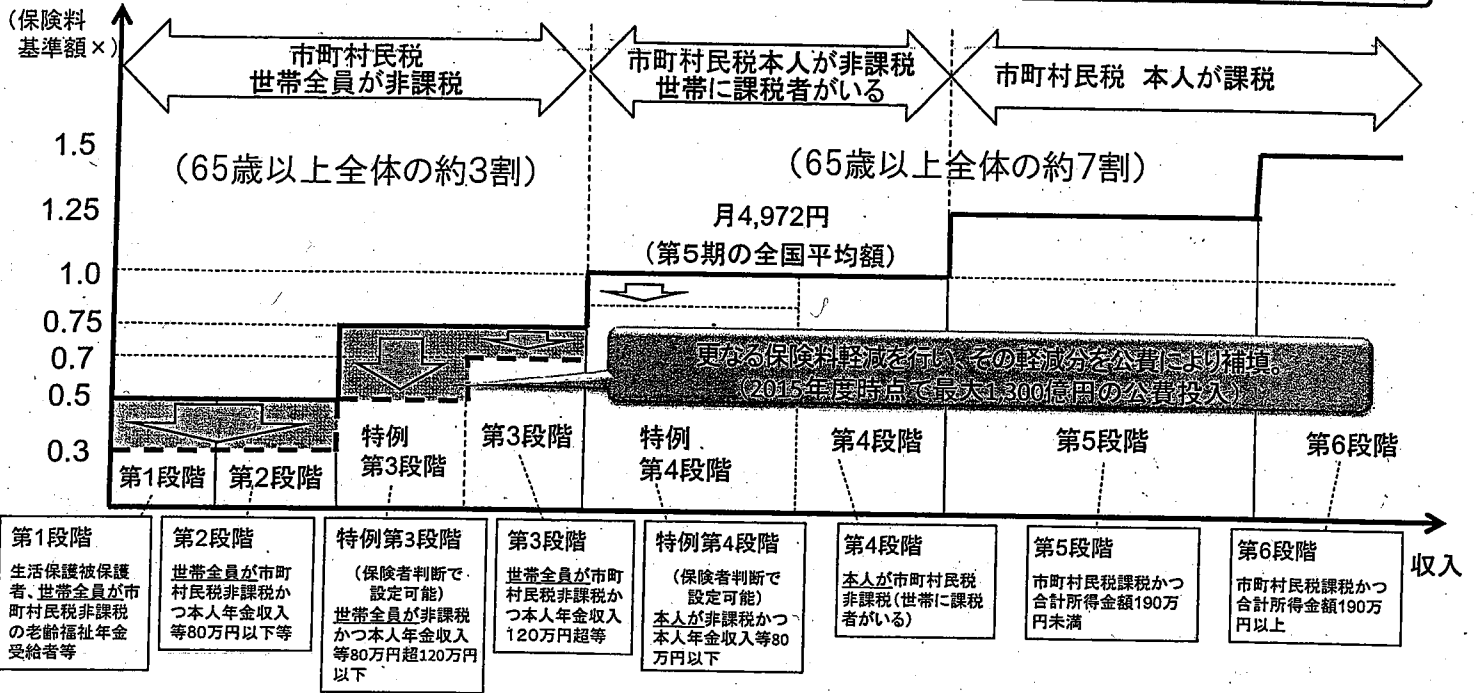 (保険料
基準額×)
市町村民税
世帯全員が非課税
市町村民税本人が非課税
世帯に課税者がいる
市町村民税 本人が課税
(65歳以上全体の約3割)
(65歳以上全体の約7割)
1.5
1.25
1.0
0.75
0.7
0.5
0.3
月4,972円
(第5期の全国平均額)
更なる保険料軽減を行い、その軽減分を公費により補填。
(2015年度時点で最大1,300億円の公費投入)
第1段階
第2段階
特例
第3段階
第3段階
特例
第4段階
第4段階
第5段階
第6段階
収入
第1段階
生活保護被保護
者、世帯全員が市
町村民税非課税
の老齢福祉年金
受給者等
第2段階
世帯全員が市町
村民税非課税か
つ本人年金収入
等80万円以下等
特例第3段階
(保険者判断で
設定可能)
世帯全員が非課税
かつ本人年金収入
等80万円超120万円
以下
第3段階
世帯全員が市町
村民税非課税か
つ本人年金収入
120万円超等
特例第4段階
(保険者判断で
設定可能)
本人が非課税かつ
本人年金収入等80
万円以下
第4段階
本人が市町村民税
非課税(世帯に課税
者がいる)
第5段階
市町村民税課税かつ
合計所得金額190万
円未満
第6段階
市町村民税課税かつ
合計所得金額190万
円以上